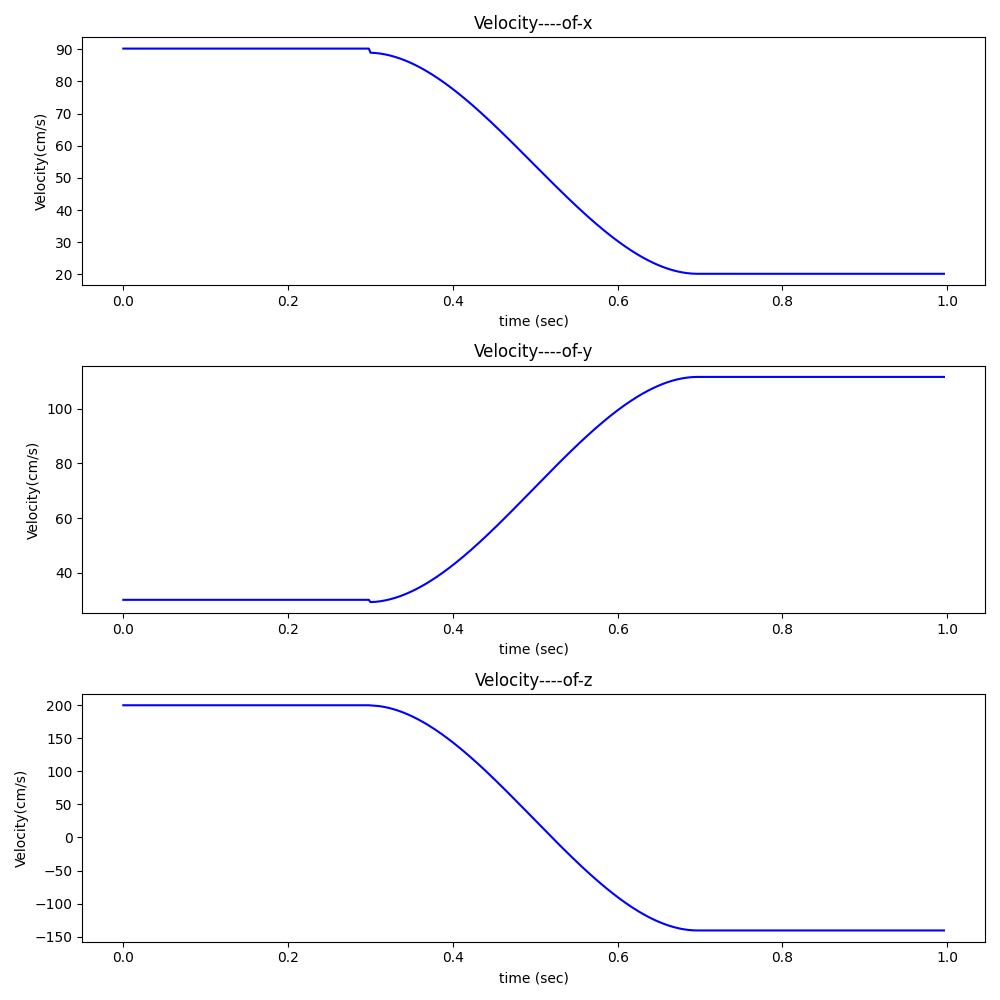 Velocity----of-x
Velocity(cm/s)
90
80
70
60
50
40
30
20
0.0 0.2 0.4 0.6 0.8 1.0
time (sec)
Velocity----of-y
Velocity(cm/s)
100
80
60
40
0.0 0.2 0.4 0.6 0.8 1.0
time (sec)
Velocity----of-z
Velocity(cm/s)
200
150
100
50
0
−50
−100
−150
0.0 0.2 0.4 0.6 0.8 1.0
time (sec)